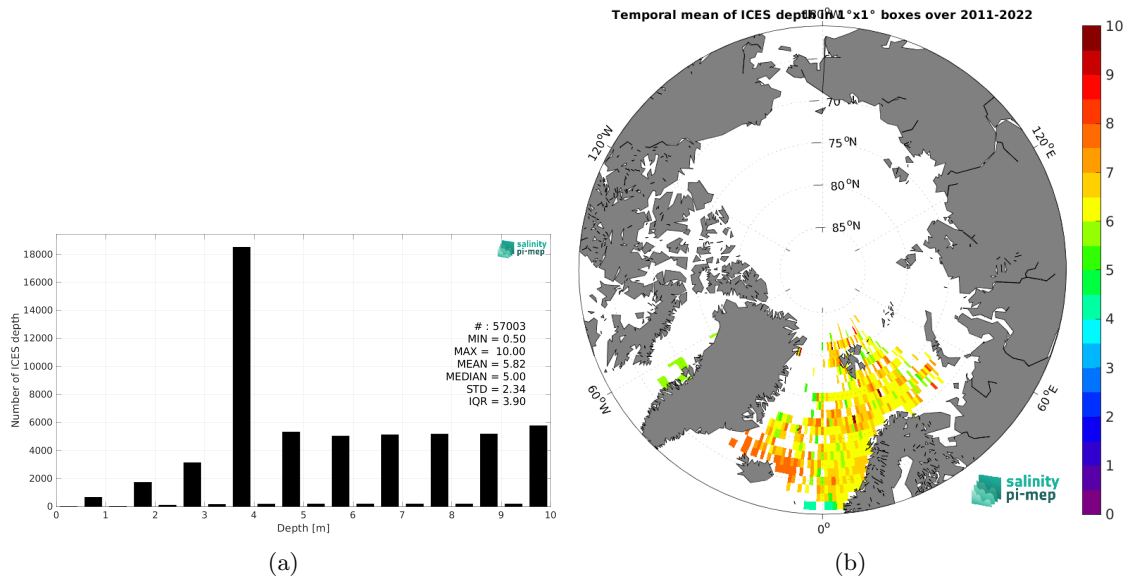 Temporal mean of ICES depth in 1°x1° boxes over 2011-2022
180°W
70°N
75°N
80°N
85°N
120°W
120°E
60°W
60°E
0°
10
9
8
7
6
5
4
3
2
1
0
salinity
pi-mep
Number of ICES depth
18000
16000
14000
12000
10000
8000
6000
4000
2000
0
salinity
pi-mep
# : 57003
MIN = 0.50
MAX = 10.00
MEAN = 5.82
MEDIAN = 5.00
STD = 2.34
IQR = 3.90
0 1 2 3 4 5 6 7 8 9 10
Depth [m]
(a)
(b)